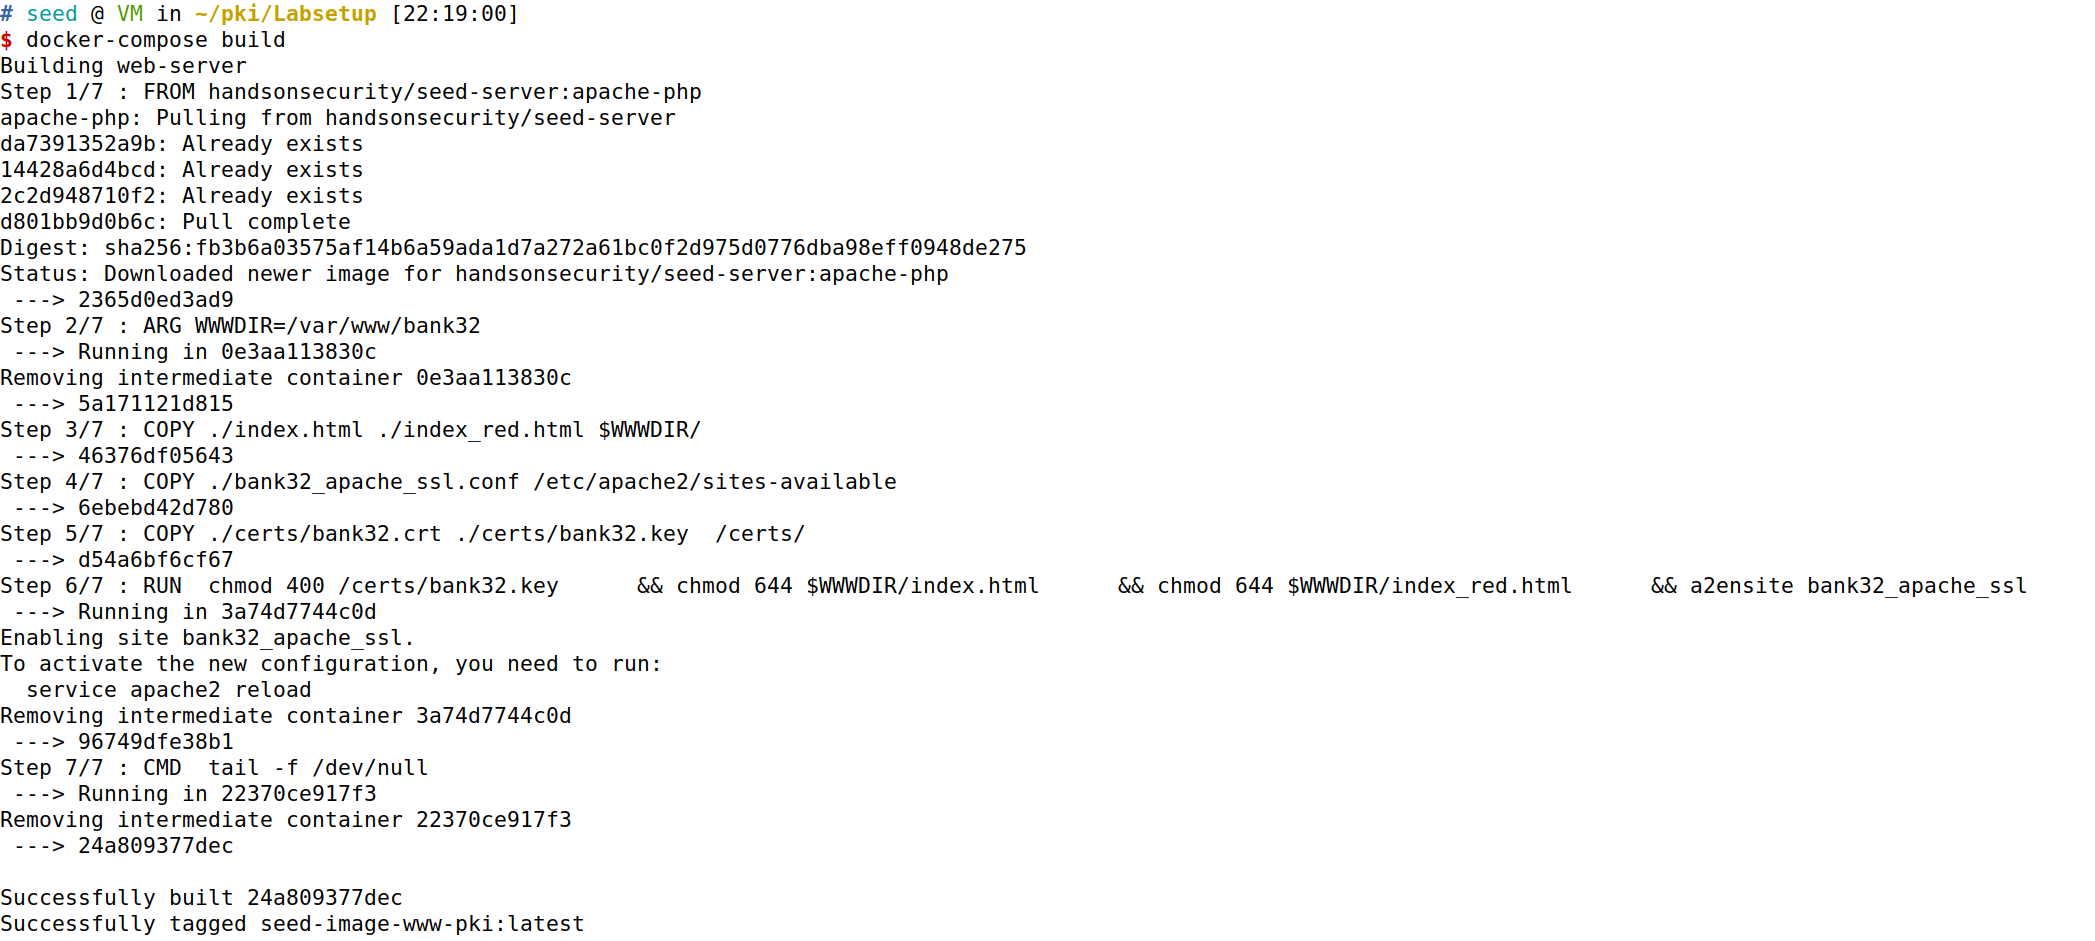 # seed @ VM in ~/pki/Labsetup [22:19:00]
$ docker-compose build
Building web-server
Step 1/7 : FROM handsonsecurity/seed-server:apache-php
apache-php: Pulling from handsonsecurity/seed-server
da7391352a9b: Already exists
14428a6d4bcd: Already exists
2c2d948710f2: Already exists
d801bb9d0b6c: Pull complete
Digest: sha256:fb3b6a03575af14b6a59ada1d7a272a61bc0f2d975d0776dba98eff0948de275
Status: Downloaded newer image for handsonsecurity/seed-server:apache-php
 ---> 2365d0ed3ad9
Step 2/7 : ARG WWWDIR=/var/www/bank32
 ---> Running in 0e3aa113830c
Removing intermediate container 0e3aa113830c
 ---> 5a171121d815
Step 3/7 : COPY ./index.html ./index_red.html $WWWDIR/
 ---> 46376df05643
Step 4/7 : COPY ./bank32_apache_ssl.conf /etc/apache2/sites-available
 ---> 6ebebd42d780
Step 5/7 : COPY ./certs/bank32.crt ./certs/bank32.key  /certs/
 ---> d54a6bf6cf67
Step 6/7 : RUN  chmod 400 /certs/bank32.key      && chmod 644 $WWWDIR/index.html      && chmod 644 $WWWDIR/index_red.html      && a2ensite bank32_apache_ssl
 ---> Running in 3a74d7744c0d
Enabling site bank32_apache_ssl.
To activate the new configuration, you need to run:
  service apache2 reload
Removing intermediate container 3a74d7744c0d
 ---> 96749dfe38b1
Step 7/7 : CMD  tail -f /dev/null
 ---> Running in 22370ce917f3
Removing intermediate container 22370ce917f3
 ---> 24a809377dec

Successfully built 24a809377dec
Successfully tagged seed-image-www-pki:latest